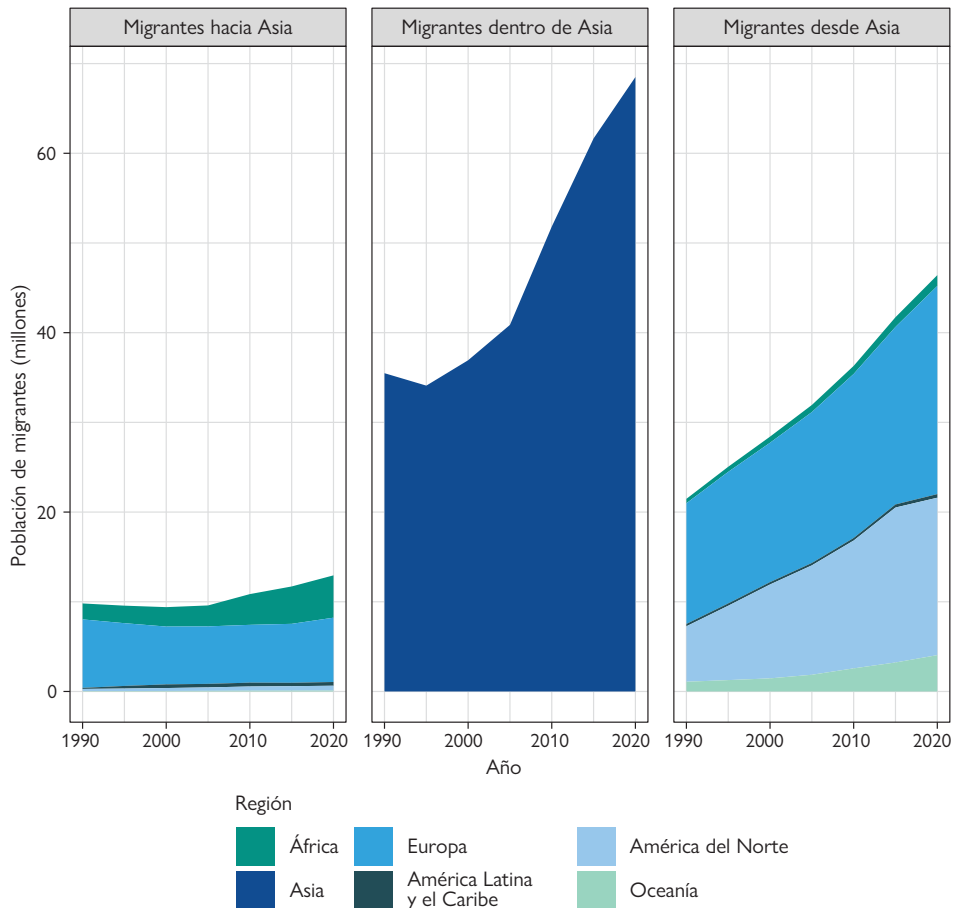 Migrantes hacia Asia
Migrantes dentro de Asia
Migrantes desde Asia
Población de migrantes (millones)
60
40
20
0
1990 2000 2010 2020
1990 2000 2010 2020
1990 2000 2010 2020
Año
Región
África
Europa
América del Norte
Asia
América Latina
y el Caribe
Oceanía